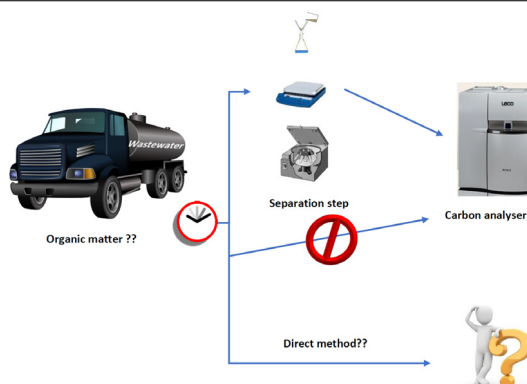 LECO
Wastewater
Separation step
Carbon analyser
Organic matter ??
Direct method??